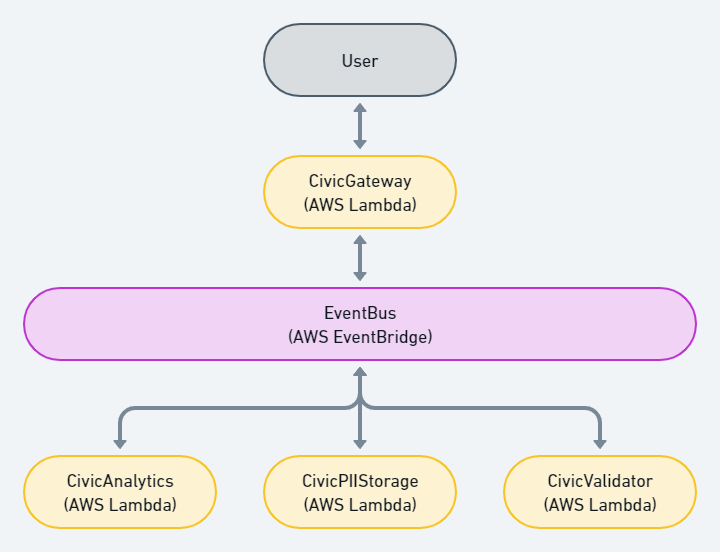 User
CivicGateway
(AWS Lambda)
EventBus
(AWS EventBridge)
CivicAnalytics
(AWS Lambda)
CivicPIIStorage
(AWS Lambda)
CivicValidator
(AWS Lambda)